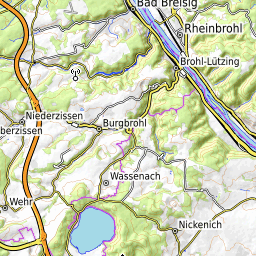 Bad Breisig
Rheinbrohl
Brohl-Lützing
Niederzissen
Burgbrohl
berzissen
Wassenach
Wehr
Nickenich